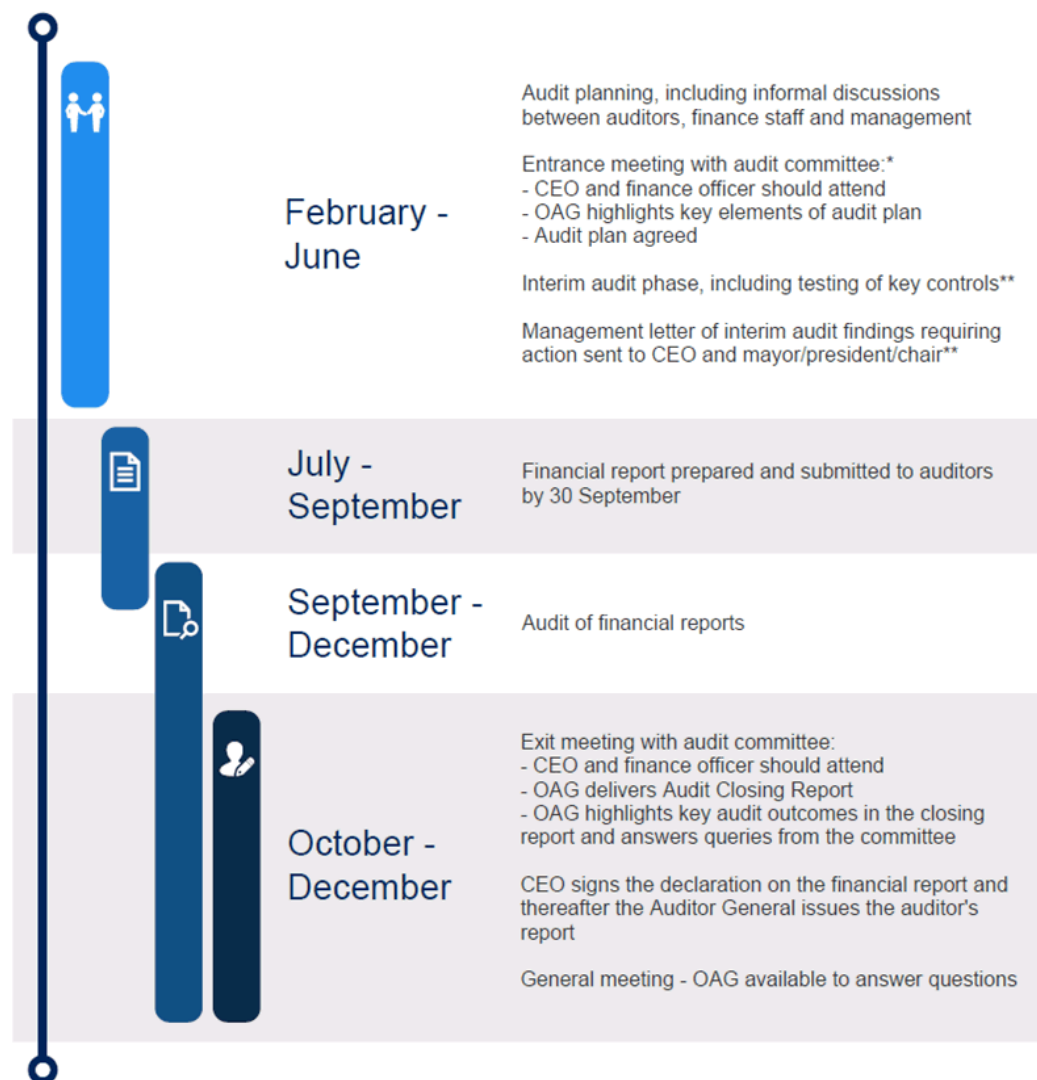 February -
June
Audit planning, including informal discussions
between auditors, finance staff and management
Entrance meeting with audit committee:*
- CEO and finance officer should attend
- OAG highlights key elements of audit plan
- Audit plan agreed
Interim audit phase, including testing of key controls**
Management letter of interim audit findings requiring
action sent to CEO and mayor/president/chair**
July -
September
Financial report prepared and submitted to auditors
by 30 September
September -
December
Audit of financial reports
October -
December
Exit meeting with audit committee:
- CEO and finance officer should attend
- OAG delivers Audit Closing Report
- OAG highlights key audit outcomes in the closing
report and answers queries from the committee
CEO signs the declaration on the financial report and
thereafter the Auditor General issues the auditor's
report
General meeting - OAG available to answer questions